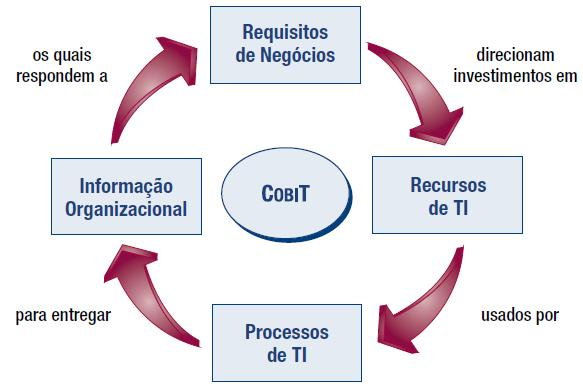 Requisitos
de Negócios
direcionam
investimentos em
Recursos
de TI
usados por
Processos
de TI
para entregar
Informação
Organizacional
os quais
respondem a
COBIT